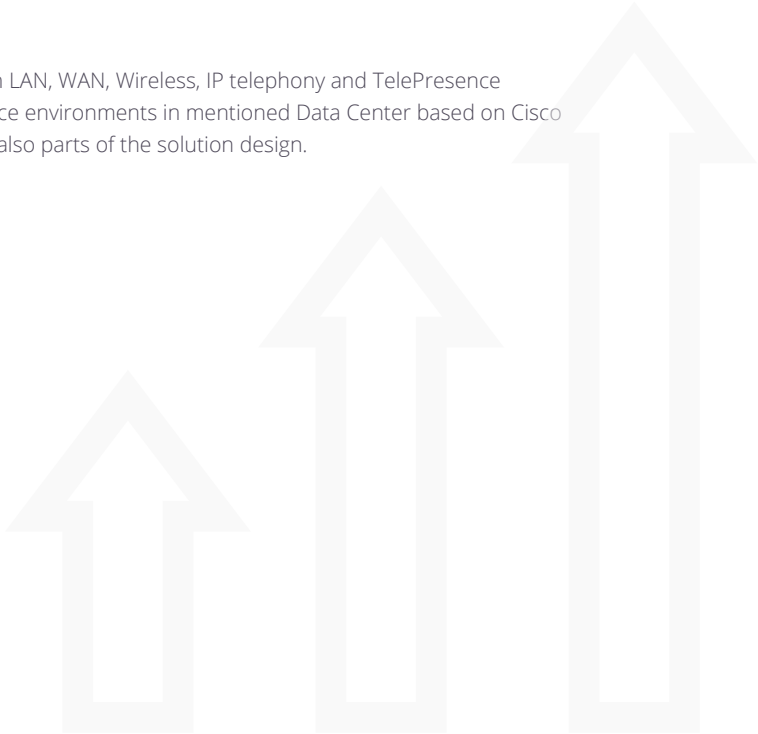 LAN, WAN, Wireless, IP telephony and TelePresence
ce environments in mentioned Data Center based on Cisco
also parts of the solution design.